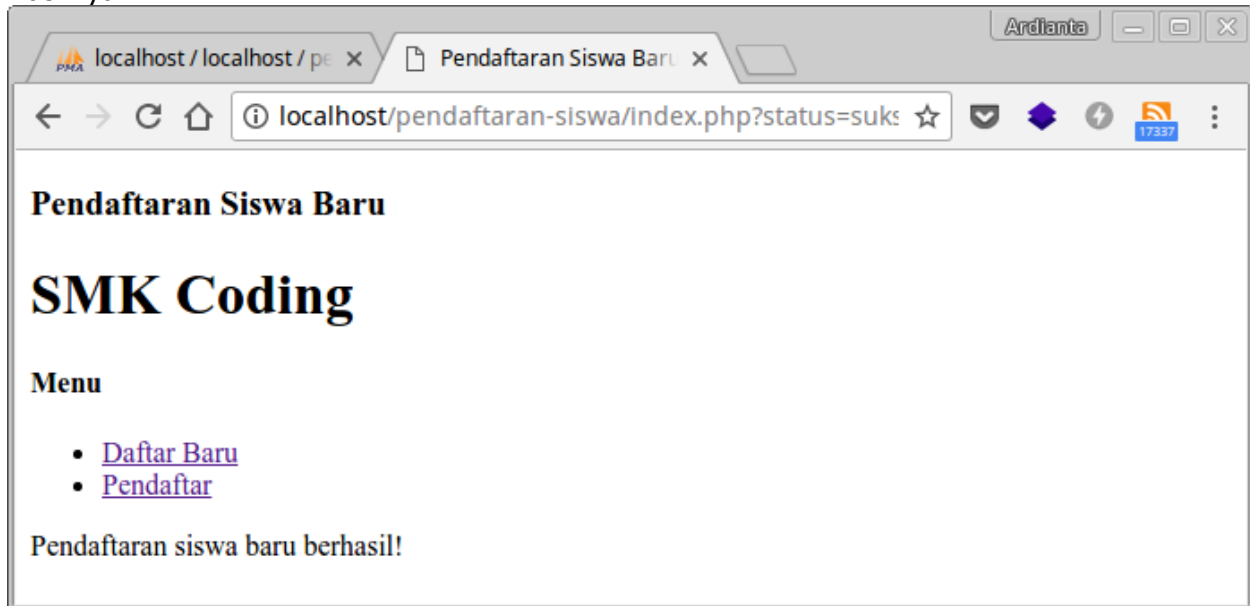 Ardianta
PMA localhost / localhost / pe
Pendaftaran Siswa Baru
localhost/pendaftaran-siswa/index.php?status=suks
17337
Pendaftaran Siswa Baru
SMK Coding
Menu
Daftar Baru
Pendaftar
Pendaftaran siswa baru berhasil!